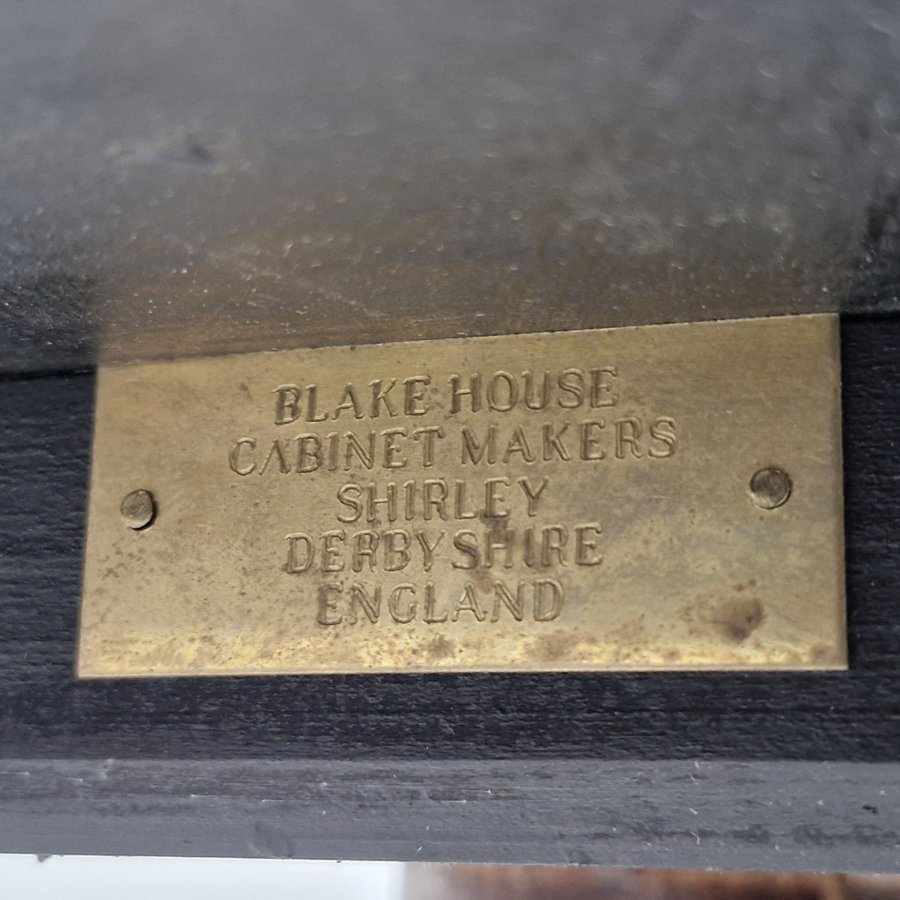 BLAKE HOUSE
CABINET MAKERS
SHIRLEY
DERBYSHIRE
ENGLAND